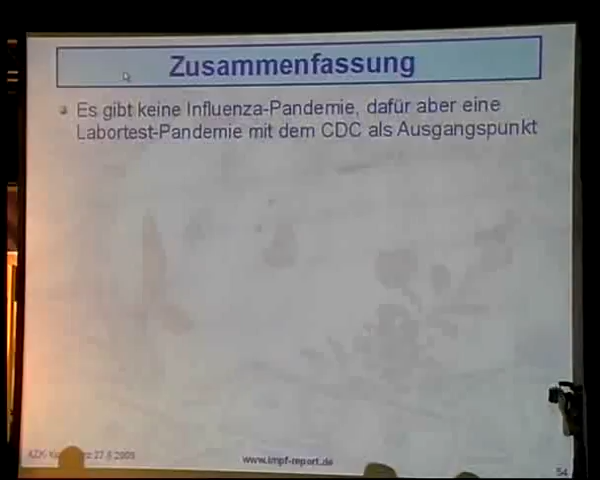 Zusammenfassung
Es gibt keine Influenza-Pandemie, dafür aber eine
Labortest-Pandemie mit dem CDC als Ausgangspunkt
www.impf-report.de
54